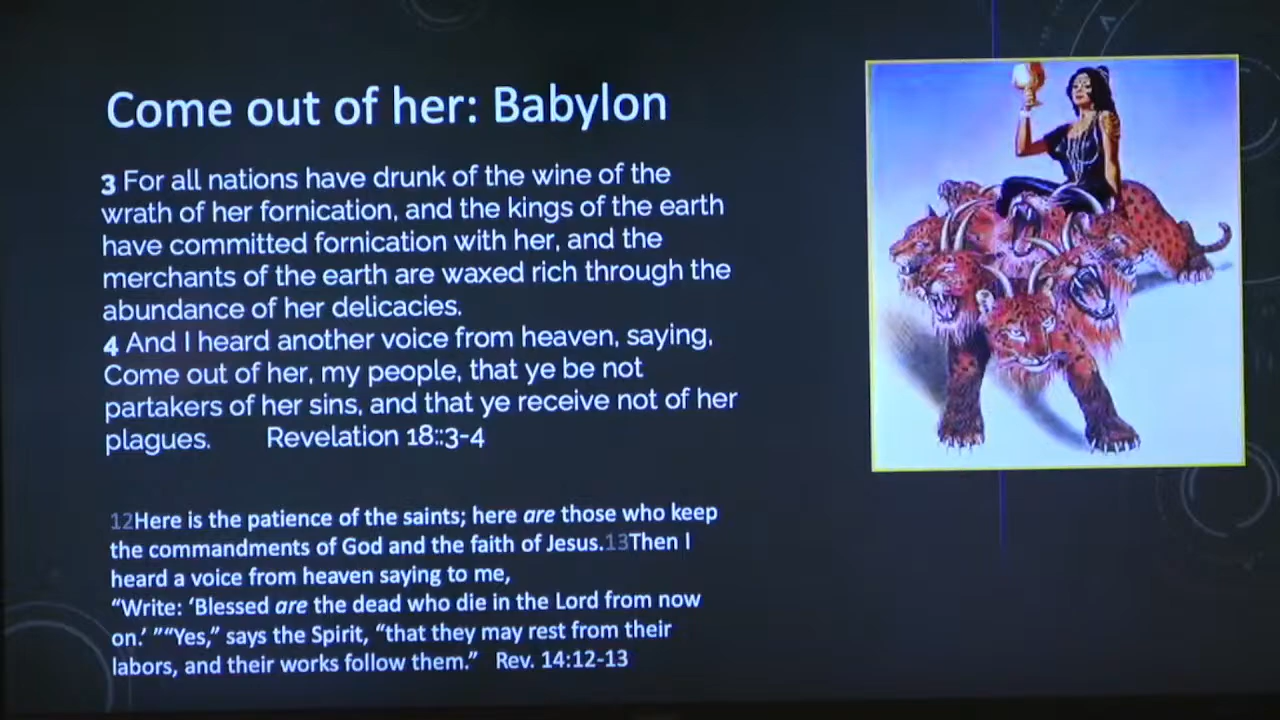 Come out of her: Babylon
3 For all nations have drunk of the wine of the
wrath of her fornication, and the kings of the earth
have committed fornication with her, and the
merchants of the earth are waxed rich through the
abundance of her delicacies.
4 And I heard another voice from heaven, saying,
Come out of her, my people, that ye be not
partakers of her sins, and that ye receive not of her
plagues. Revelation 18::3-4
12Here is the patience of the saints; here are those who keep
the commandments of God and the faith of Jesus.13Then I
heard a voice from heaven saying to me,
“Write: ‘Blessed are the dead who die in the Lord from now
on.’ ”“Yes,” says the Spirit, “that they may rest from their
labors, and their works follow them.” Rev. 14:12-13